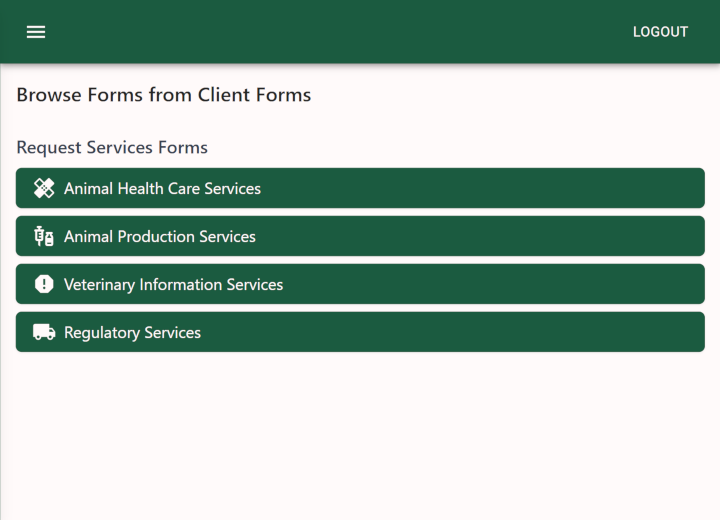 LOGOUT
Browse Forms from Client Forms
Request Services Forms
Animal Health Care Services
Animal Production Services
Veterinary Information Services
Regulatory Services